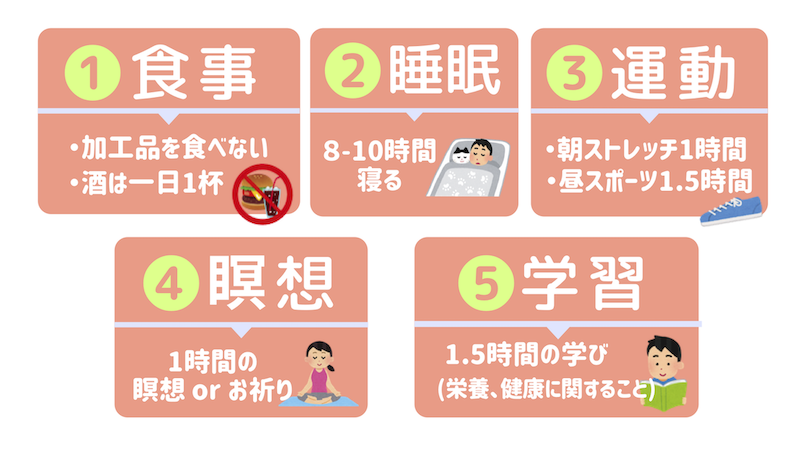 1 食事
・加工品を食べない
・酒は一日1杯
2 睡眠
8-10時間
寝る
3 運動
・朝ストレッチ1時間
・昼スポーツ1.5時間
4 瞑想
1時間の
瞑想 or お祈り
5 学習
1.5時間の学び
(栄養、健康に関すること)